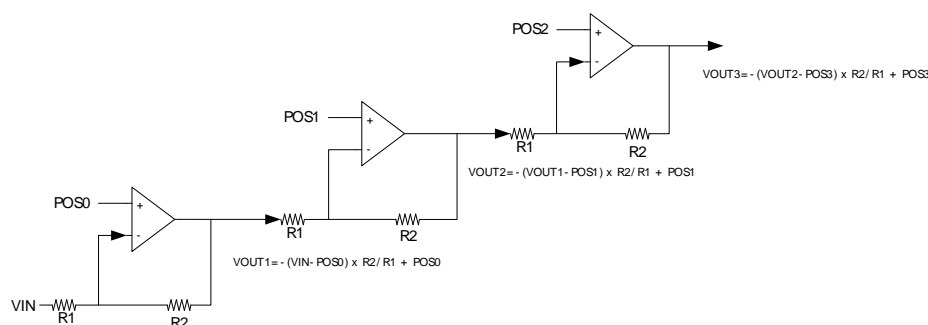 POS2
VOUT3= - (VOUT2- POS3) x R2/ R1 + POS3
POS1
R1
R2
VOUT2= - (VOUT1- POS1) x R2/ R1 + POS1
POS0
R1
R2
VOUT1= - (VIN- POS0) x R2/ R1 + POS0
VIN
R1
R2